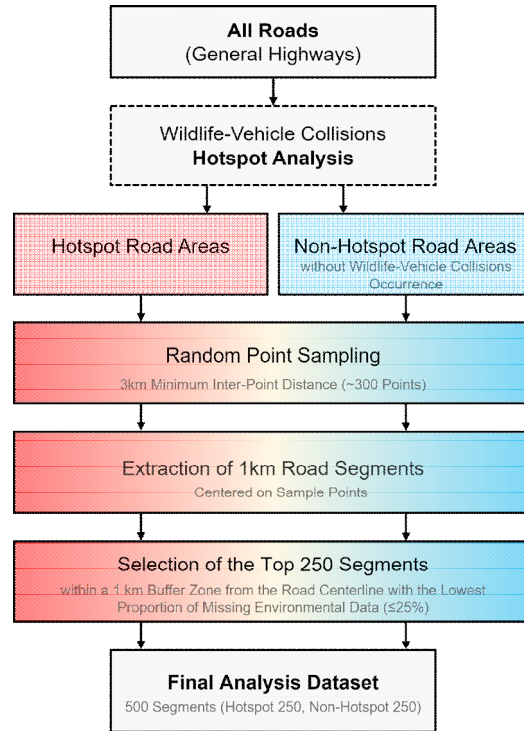 All Roads
(General Highways)
Wildlife-Vehicle Collisions
Hotspot Analysis
Hotspot Road Areas
Non-Hotspot Road Areas
without Wildlife-Vehicle Collisions
Occurrence
Random Point Sampling
3km Minimum Inter-Point Distance (~300 Points)
Extraction of 1km Road Segments
Centered on Sample Points
Selection of the Top 250 Segments
within a 1 km Buffer Zone from the Road Centerline with the Lowest
Proportion of Missing Environmental Data (≤25%)
Final Analysis Dataset
500 Segments (Hotspot 250, Non-Hotspot 250)